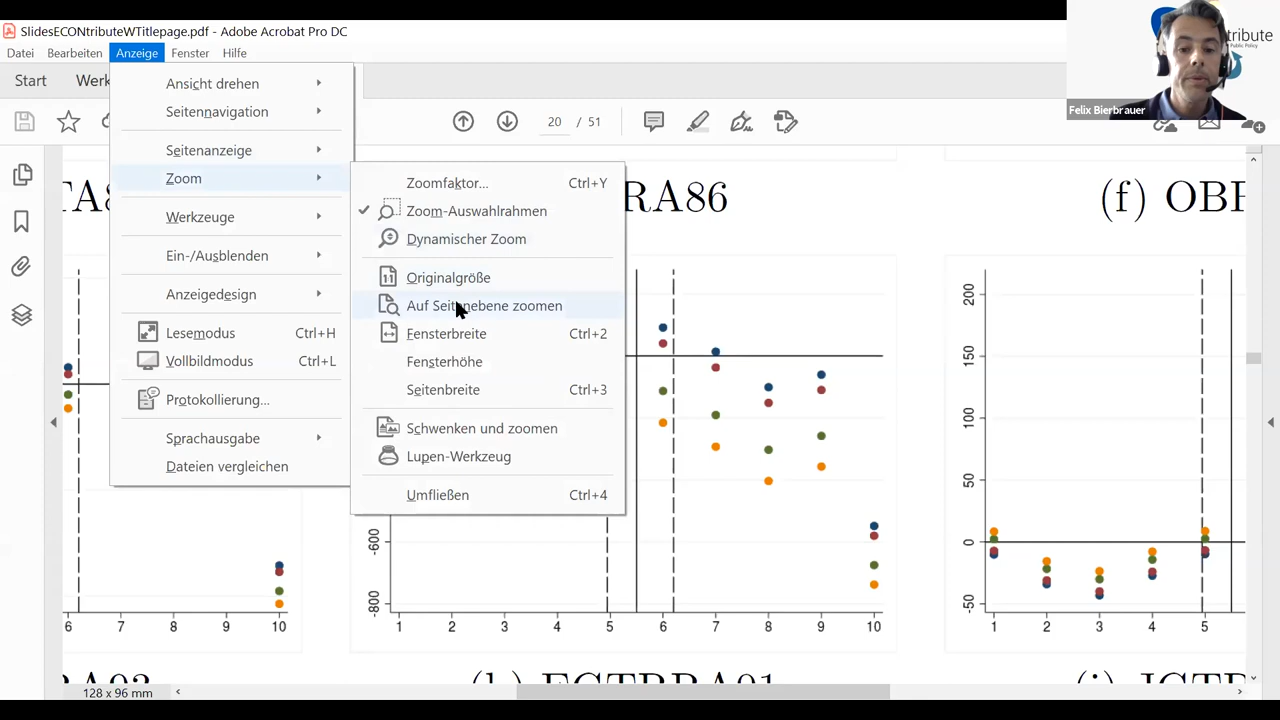 SlidesECONtributeWTitlepage.pdf - Adobe Acrobat Pro DC
Datei Bearbeiten Anzeige Fenster Hilfe
Start Werk
20 / 51
Ansicht drehen
Seitennavigation
Seitenanzeige
Zoom
Werkzeuge
Ein-/Ausblenden
Anzeigedesign
Lesemodus Ctrl+H
Vollbildmodus Ctrl+L
Protokollierung...
Sprachausgabe
Dateien vergleichen
Zoomfaktor... Ctrl+Y
Zoom-Auswahlrahmen
Dynamischer Zoom
Originalgröße
Auf Seitenebene zoomen
Fensterbreite Ctrl+2
Fensterhöhe
Seitenbreite Ctrl+3
Schwenken und zoomen
Lupen-Werkzeug
Umfließen Ctrl+4
Felix Bierbrauer
tribute
Public Policy
TA8
RA86
(f) OBR
6 7 8 9 10
-600
-800
1 2 3 4 5 6 7 8 9 10
200
150
100
50
0
-50
1 2 3 4 5
128 x 96 mm